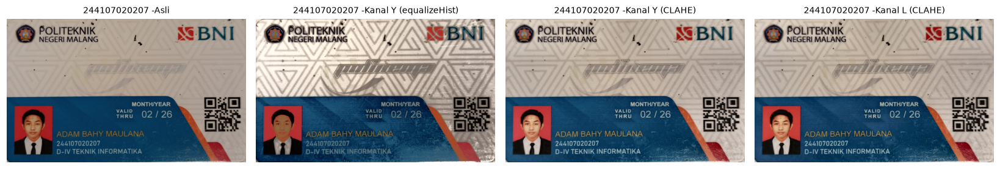 244107020207 -Asli
POLITEKNIK
NEGERI MALANG
BNI
polinema
MONTH/YEAR
VALID
THRU
02 / 26
ADAM BAHY MAULANA
244107020207
D-IV TEKNIK INFORMATIKA
244107020207 -Kanal Y (equalizeHist)
POLITEKNIK
NEGERI MALANG
BNI
polinema
MONTH/YEAR
VALID
THRU
02 / 26
ADAM BAHY MAULANA
244107020207
D-IV TEKNIK INFORMATIKA
244107020207 -Kanal Y (CLAHE)
POLITEKNIK
NEGERI MALANG
BNI
polinema
MONTH/YEAR
VALID
THRU
02 / 26
ADAM BAHY MAULANA
244107020207
D-IV TEKNIK INFORMATIKA
244107020207 -Kanal L (CLAHE)
POLITEKNIK
NEGERI MALANG
BNI
polinema
MONTH/YEAR
VALID
THRU
02 / 26
ADAM BAHY MAULANA
244107020207
D-IV TEKNIK INFORMATIKA